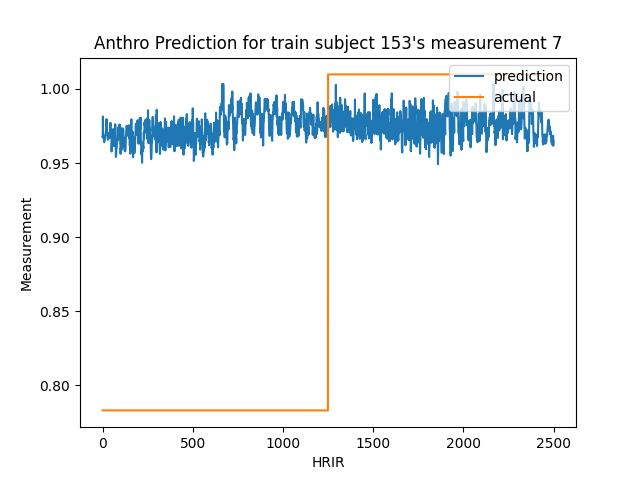 Anthro Prediction for train subject 153's measurement 7
prediction
actual
1.00
0.95
0.90
0.85
0.80
Measurement
0
500
1000
1500
2000
2500
HRIR